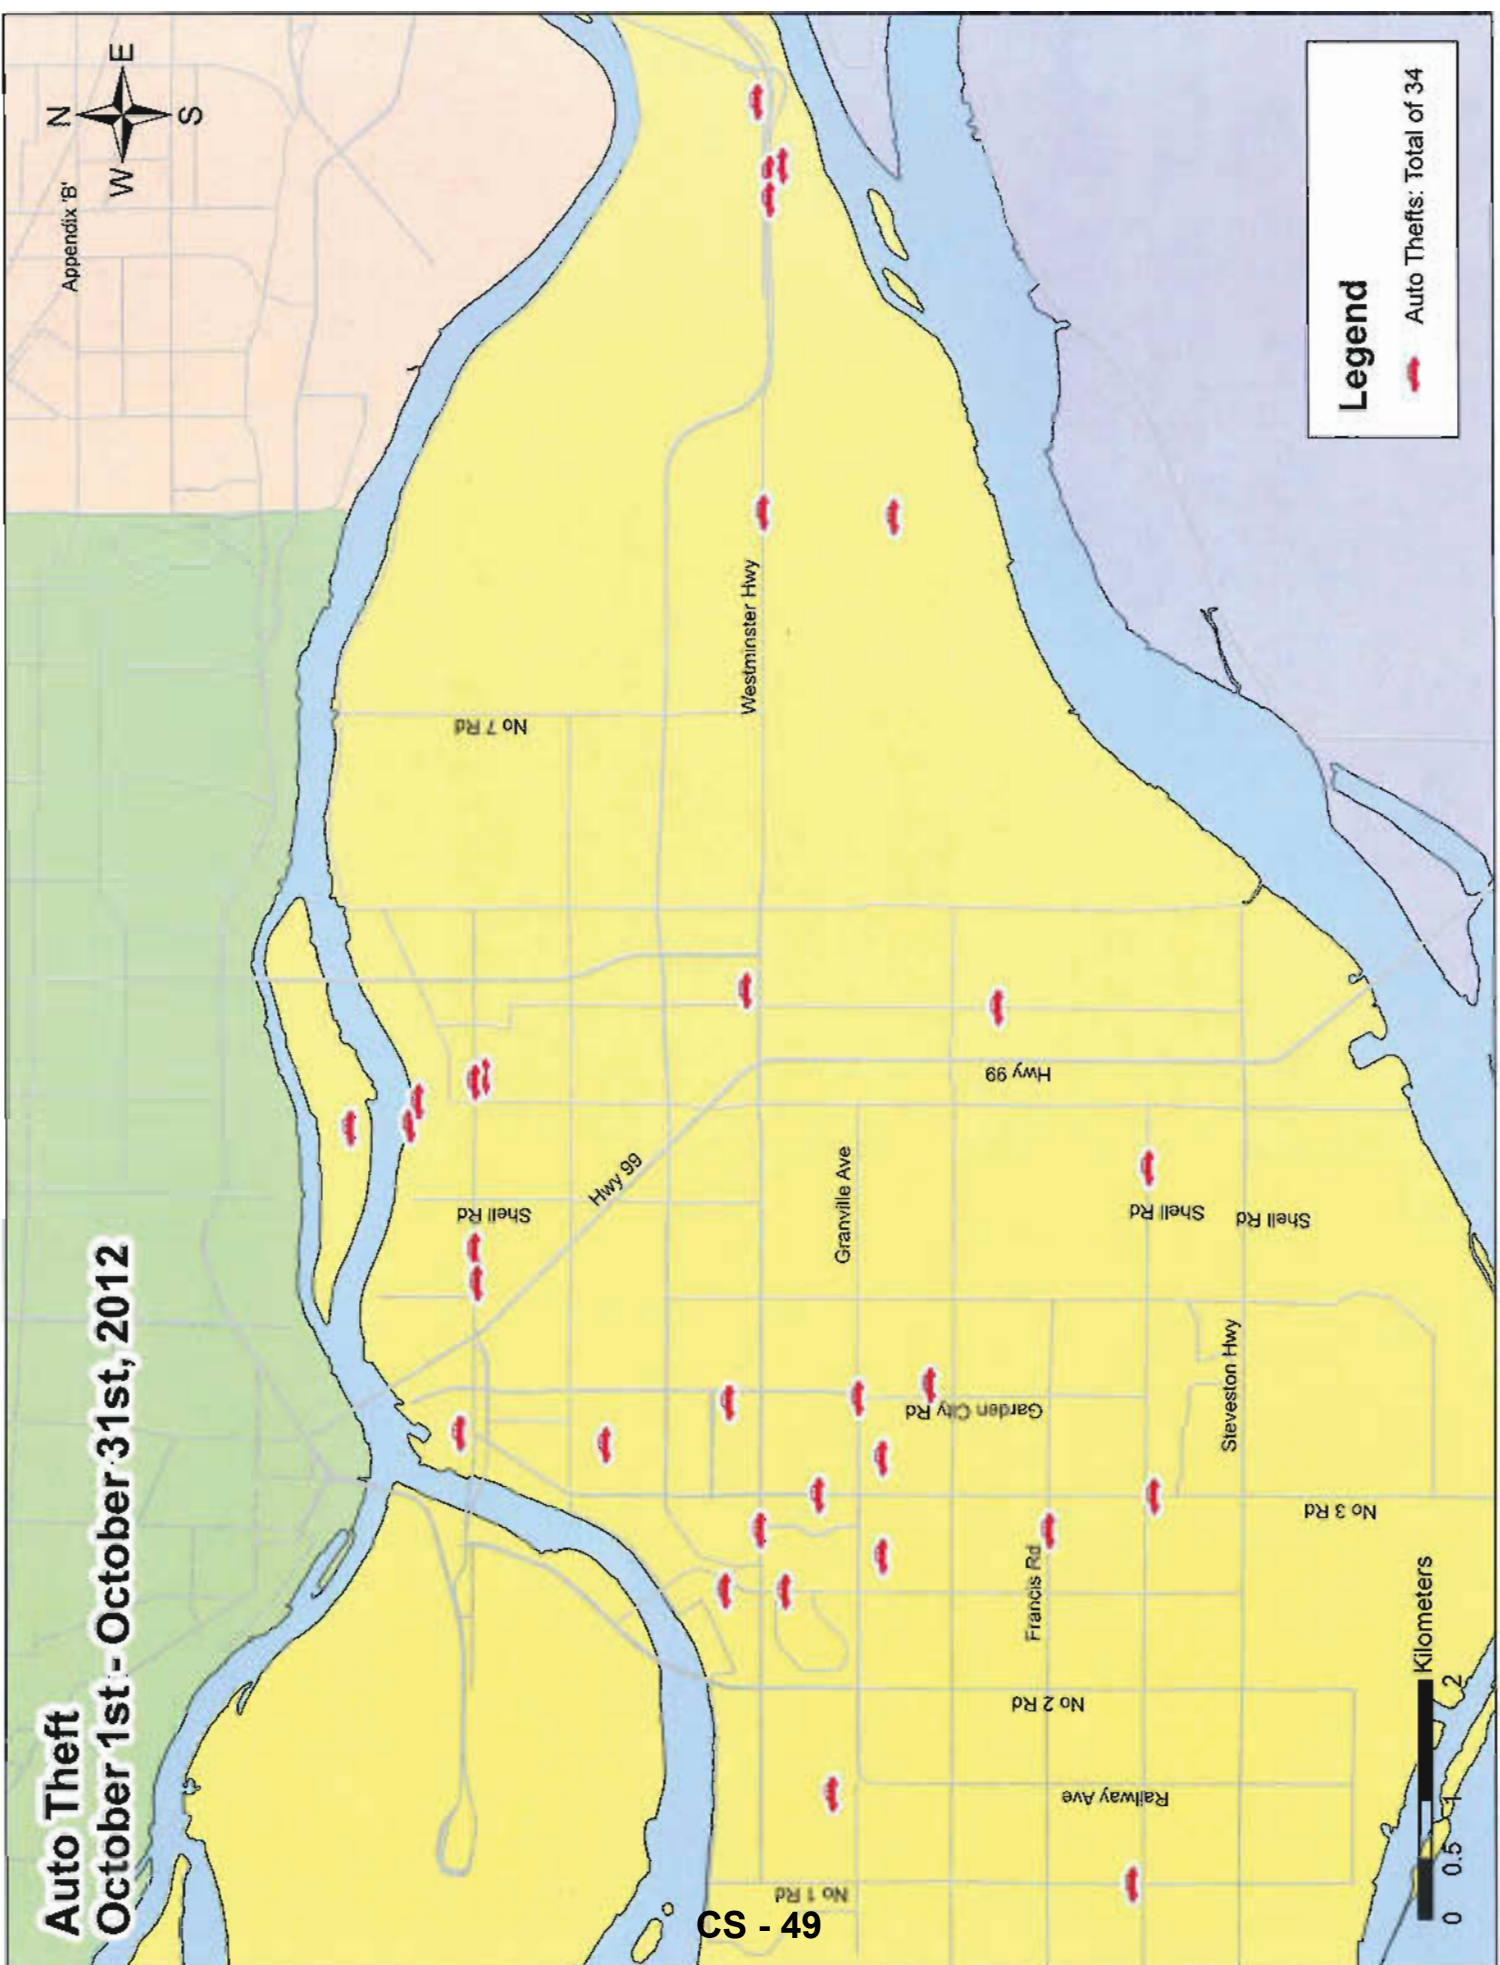 Auto Theft
October 1st - October 31st, 2012
Appendix 'B'
N
W
E
S
No 7 Rd
Westminster Hwy
Hwy 99
Shell Rd
Hwy 99
Granville Ave
Shell Rd
Shell Rd
Garden City Rd
Steveston Hwy
No 3 Rd
Francis Rd
No 2 Rd
Railway Ave
No 1 Rd
Legend
Auto Thefts: Total of 34
Kilometers
0 0.5 1 2
CS - 49